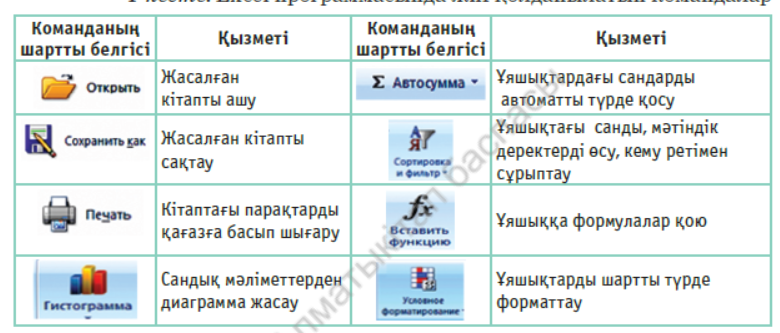 Команданың шартты белгісі
Қызметі
Команданың шартты белгісі
Қызметі
Открыть
Жасалған
кітапты ашу
Σ Автосумма
Ұяшықтардағы сандарды
автоматты түрде қосу
Сохранить как
Жасалған кітапты
сақтау
Сортировка
и фильтр
Ұяшықтағы санды, мәтіндік
деректерді өсу, кему ретімен
сұрыптау
Печать
Кітаптағы парақтарды
қағазға басып шығару
fx
Вставить
функцию
Ұяшыққа формулалар қою
Гистограмма
Сандық мәліметтерден
диаграмма жасау
Условное
форматирование
Ұяшықтарды шартты түрде
форматтау